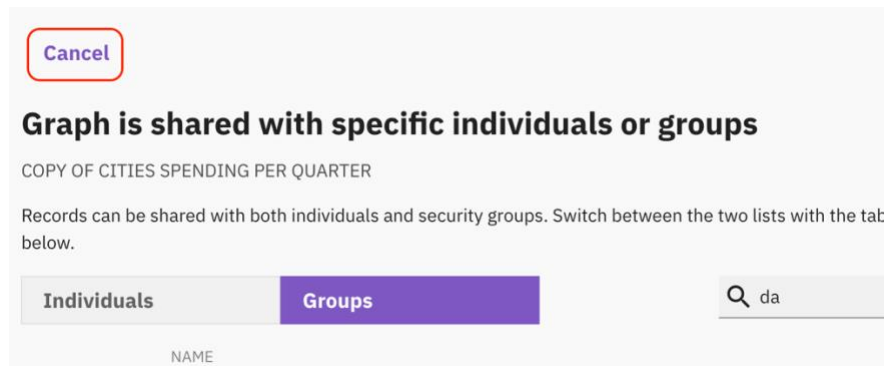 Cancel
Graph is shared with specific individuals or groups
COPY OF CITIES SPENDING PER QUARTER
Records can be shared with both individuals and security groups. Switch between the two lists with the tab
below.
Individuals
Groups
da
NAME